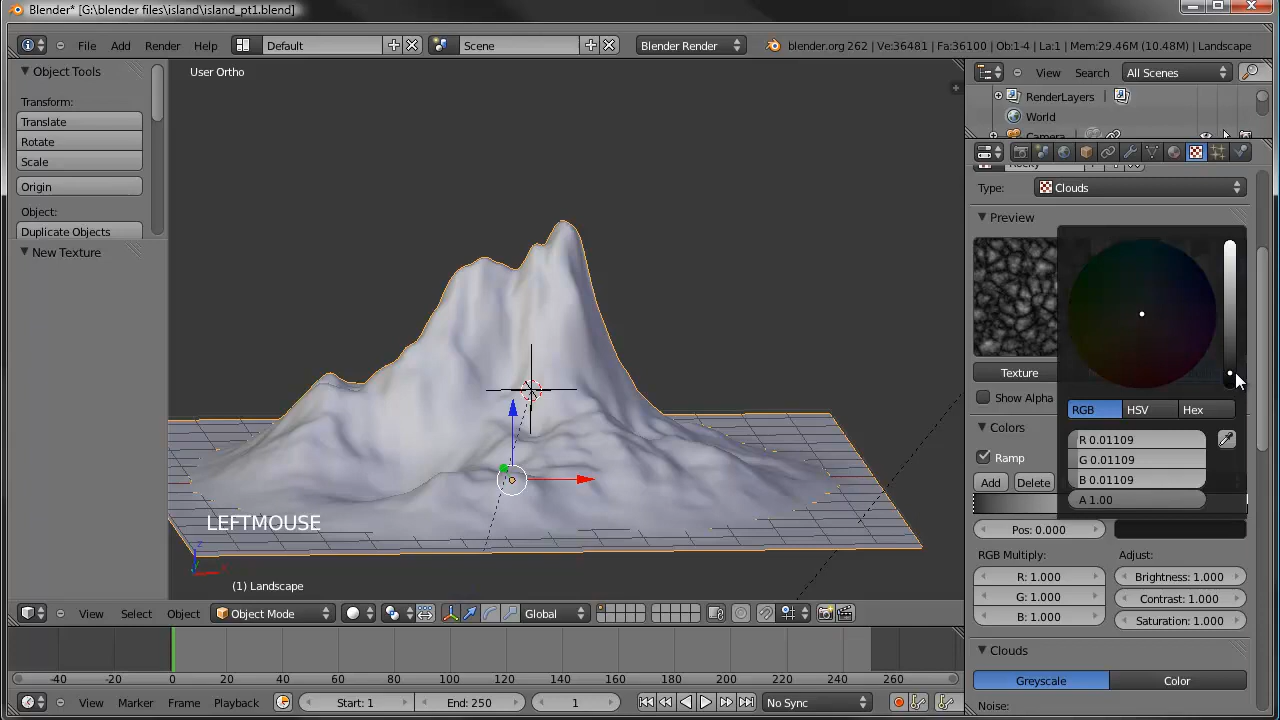 Blender* [G:\blender files\island\island_pt1.blend]
File Add Render Help Default Scene Blender Render blender.org 262 | Ve:36481 | Fa:36100 | Ob:1-4 | La:1 | Mem:29.46M (10.48M) | Landscape
Object Tools
Transform:
Translate
Rotate
Scale
Origin
Object:
Duplicate Objects
New Texture
User Ortho
LEFTMOUSE
z
x
(1) Landscape
View Select Object Object Mode Global
-40 -20 0 20 40 60 80 100 120 140 160 180 200 220 240 260
View Marker Frame Playback Start: 1 End: 250 1 No Sync
View Search All Scenes
RenderLayers |
World
Camera
Type: Clouds
Preview
Texture
Show Alpha
Colors
Ramp
Add Delete
RGB HSV Hex
R 0.01109
G 0.01109
B 0.01109
A 1.00
Pos: 0.000
RGB Multiply: Adjust:
R: 1.000 Brightness: 1.000
G: 1.000 Contrast: 1.000
B: 1.000 Saturation: 1.000
Clouds
Greyscale Color
Noise: